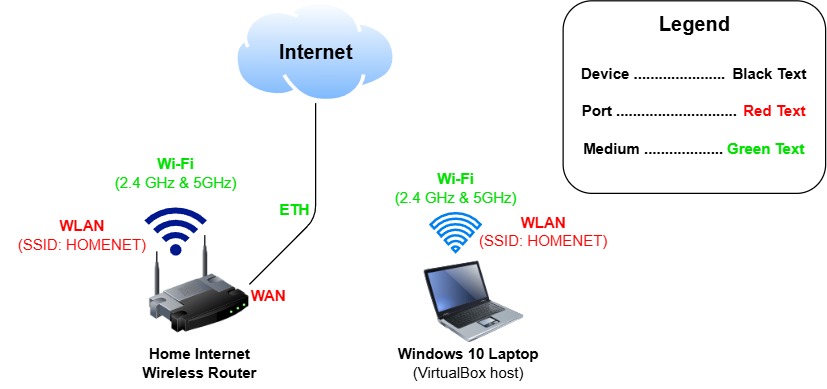 Internet
Legend
Device ...................... Black Text
Port ............................. Red Text
Medium ................... Green Text
Wi-Fi
(2.4 GHz & 5GHz)
ETH
WLAN
(SSID: HOMENET)
WAN
Home Internet
Wireless Router
Wi-Fi
(2.4 GHz & 5GHz)
WLAN
(SSID: HOMENET)
Windows 10 Laptop
(VirtualBox host)